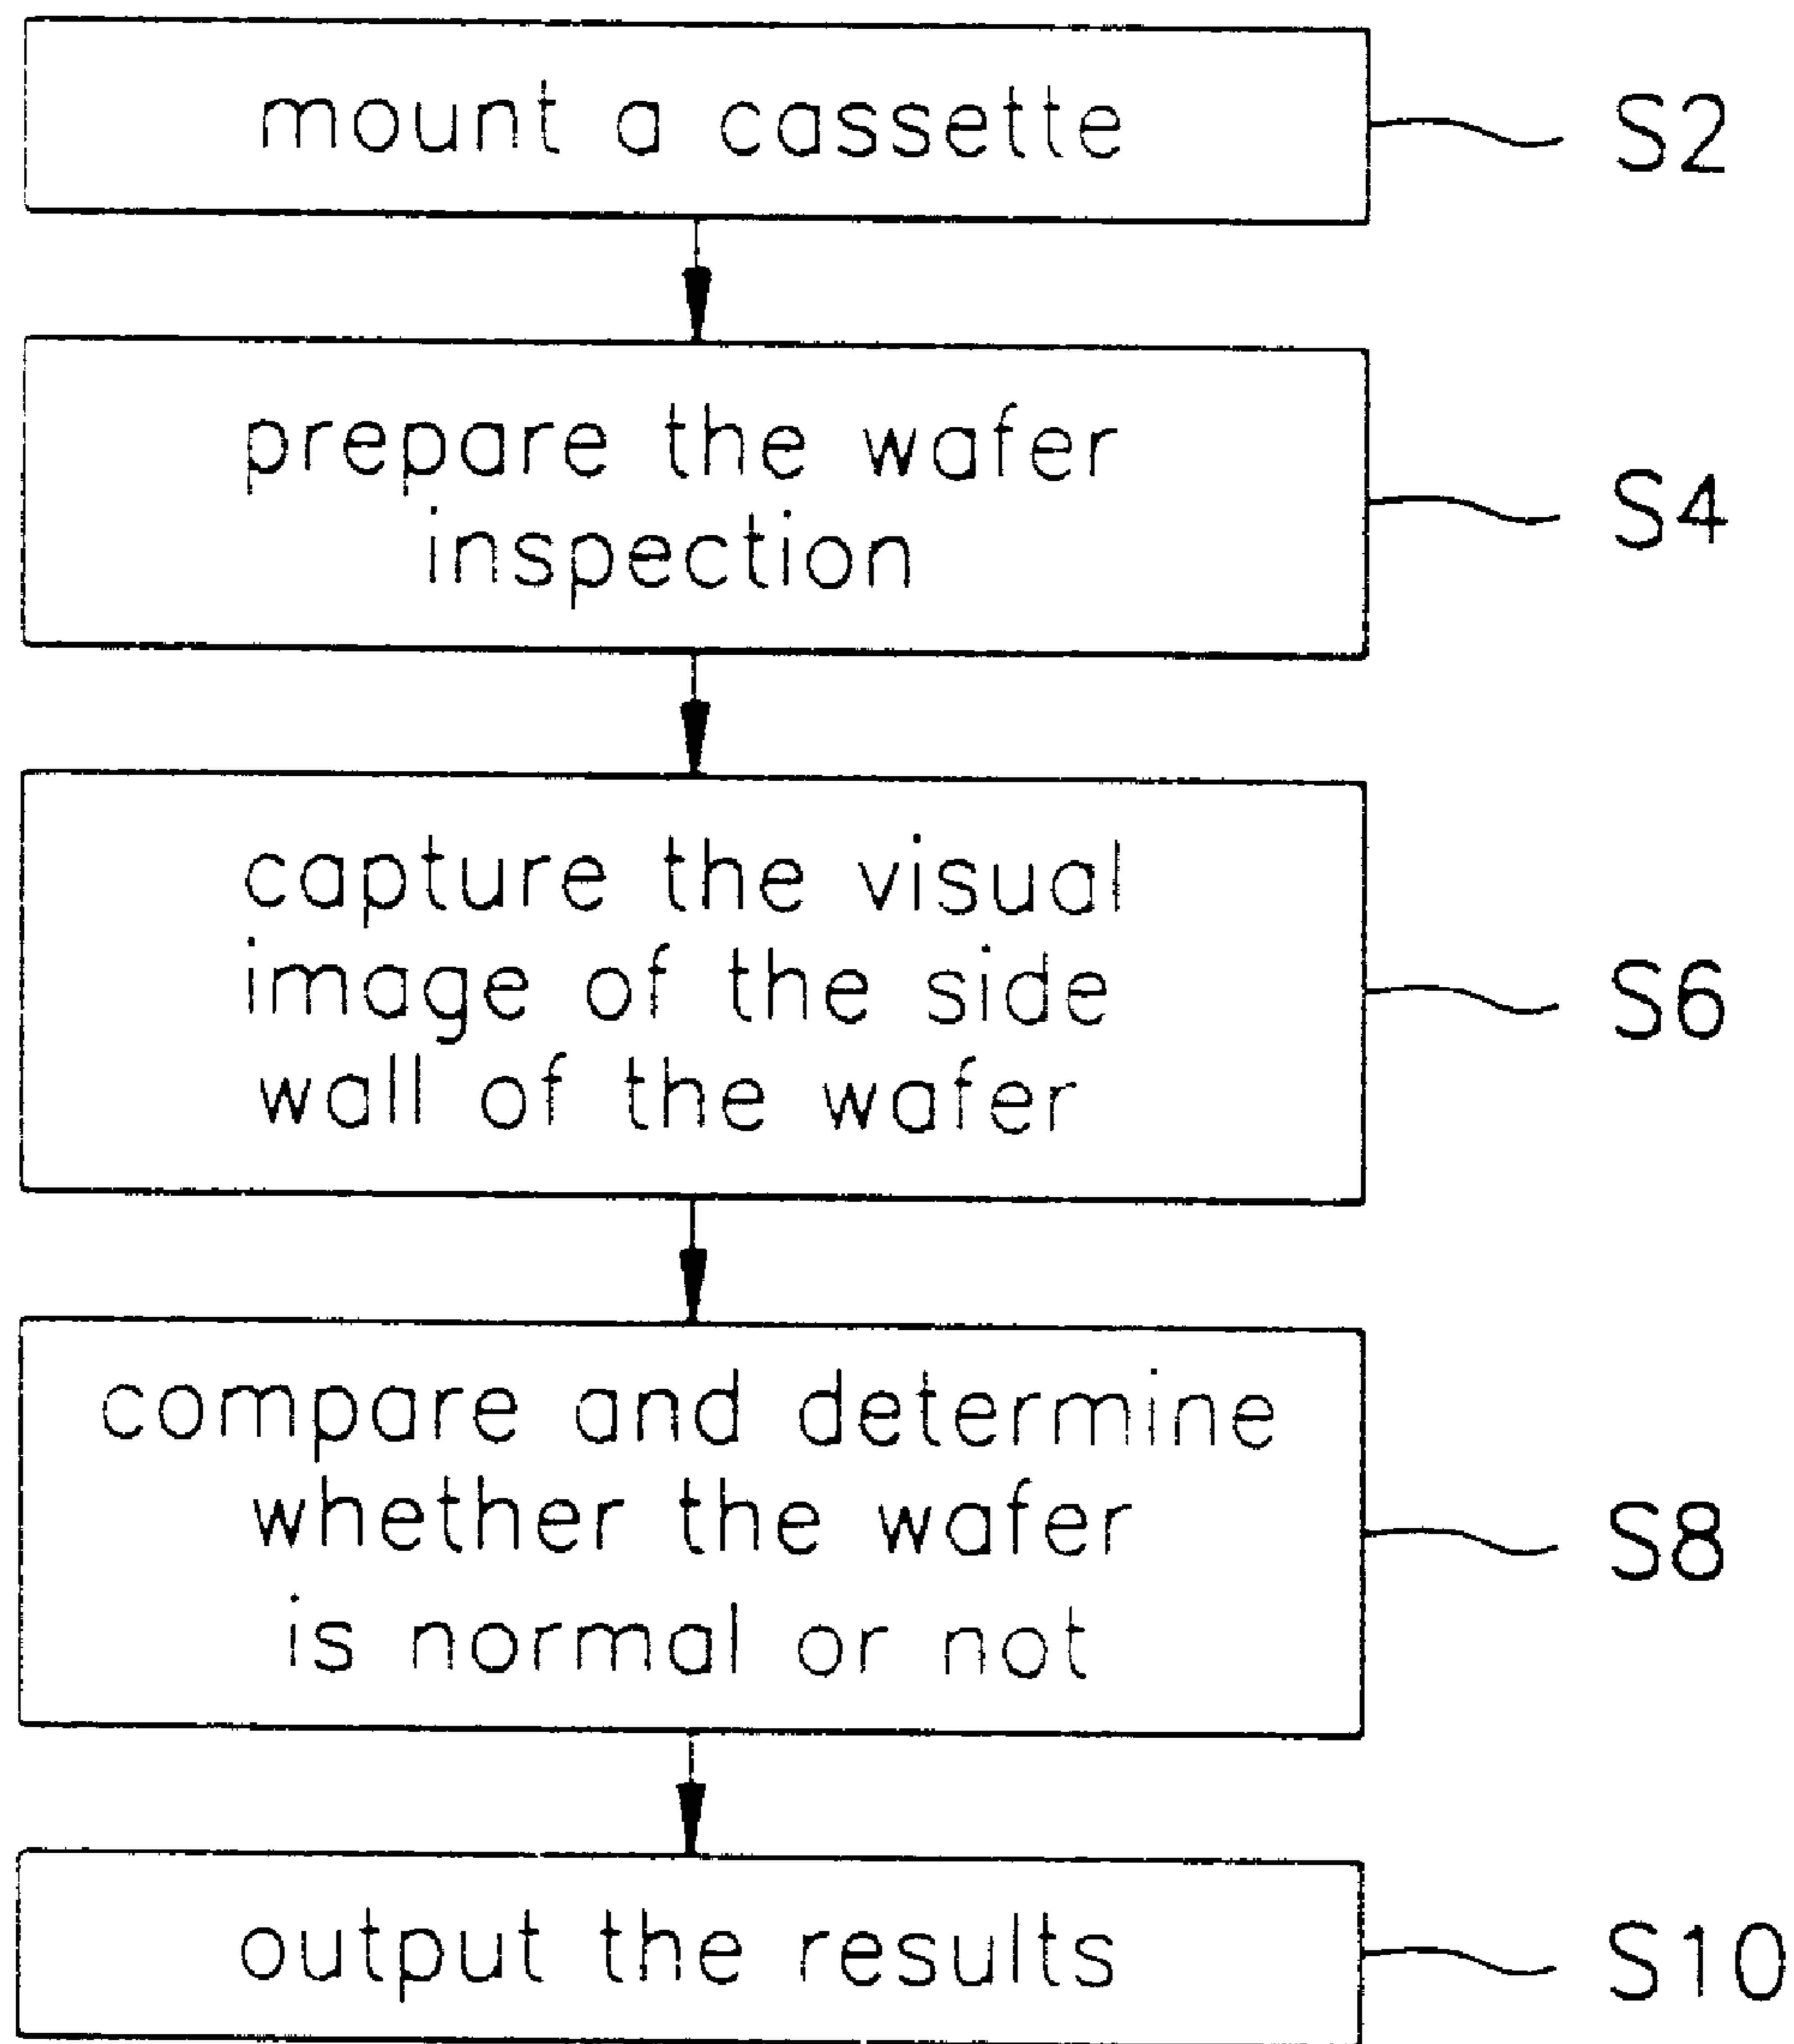 mount a cassette
S2
prepare the wafer
inspection
S4
capture the visual
image of the side
wall of the wafer
S6
compare and determine
whether the wafer
is normal or not
S8
output the results
S10